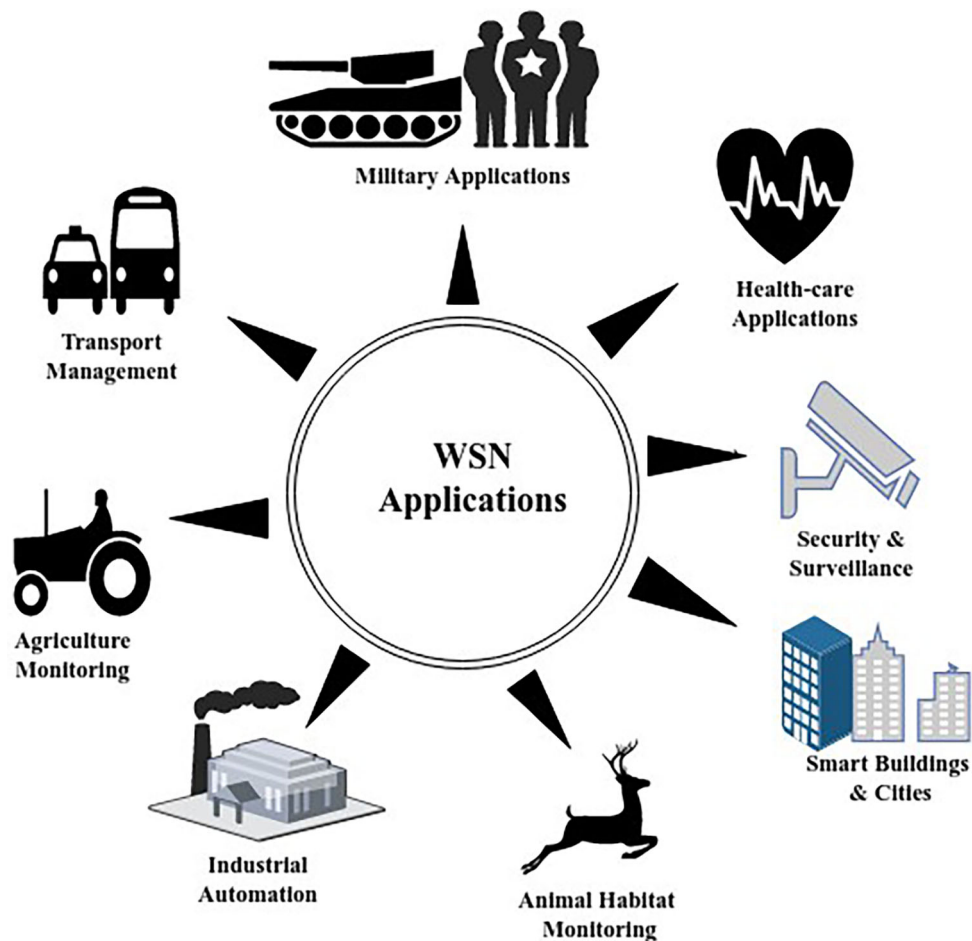 Military Applications
Health-care
Applications
Transport
Management
WSN
Applications
Security &
Surveillance
Agriculture
Monitoring
Smart Buildings
& Cities
Industrial
Automation
Animal Habitat
Monitoring